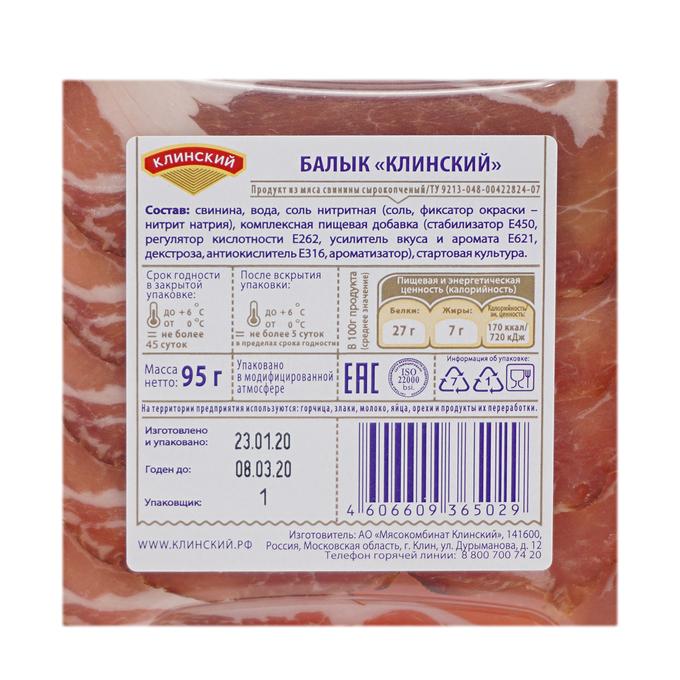 КЛИНСКИЙ
БАЛЫК «КЛИНСКИЙ»
Продукт из мяса свинины сырокопченый/ТУ 9213-048-00422824-07
Состав: свинина, вода, соль нитритная (соль, фиксатор окраски –
нитрит натрия), комплексная пищевая добавка (стабилизатор Е450,
регулятор кислотности Е262, усилитель вкуса и аромата Е621,
декстроза, антиокислитель Е316, ароматизатор), стартовая культура.
Срок годности
в закрытой
упаковке:
до +6 °C
от 0 °C
= не более
45 суток
После вскрытия
упаковки:
до +6 °C
от 0 °C
= не более 5 суток
в пределах срока годности
В 100г продукта
(среднее значение)
Пищевая и энергетическая
ценность (калорийность)
Белки:
27 г
Жиры:
7 г
Калорийность/
эн. ценность:
170 ккал/
720 кДж
Масса
нетто: 95 г
Упаковано
в модифицированной
атмосфере
EAC
ISO
22000
bsi.
Информация об упаковке:
7 1
На территории предприятия используются: горчица, злаки, молоко, яйца, орехи и продукты их переработки.
Изготовлено
и упаковано:
23.01.20
Годен до:
08.03.20
Упаковщик:
1
4 606609 365029
WWW.КЛИНСКИЙ.РФ
Изготовитель: АО «Мясокомбинат Клинский», 141600,
Россия, Московская область, г. Клин, ул. Дурыманова, д. 12
Телефон горячей линии: 8 800 700 74 20